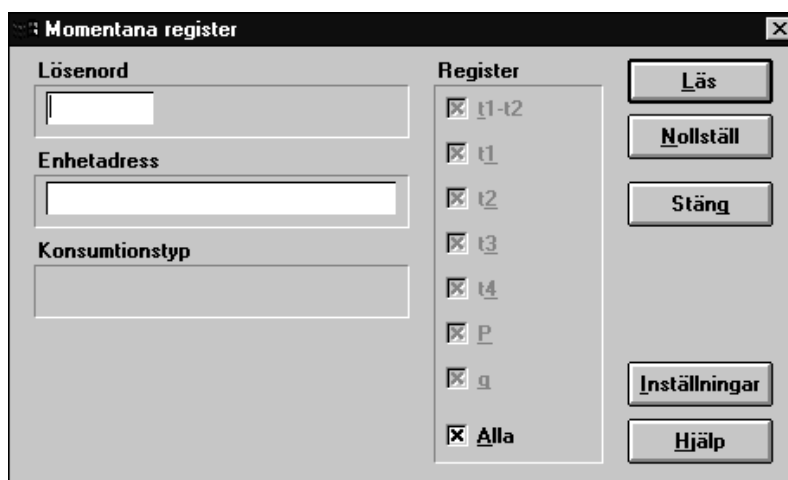 Momentana register
Lösenord
Enhetadress
Konsumtionstyp
Register
t1-t2
t1
t2
t3
t4
P
q
Alla
Läs
Nollställ
Stäng
Inställningar
Hjälp